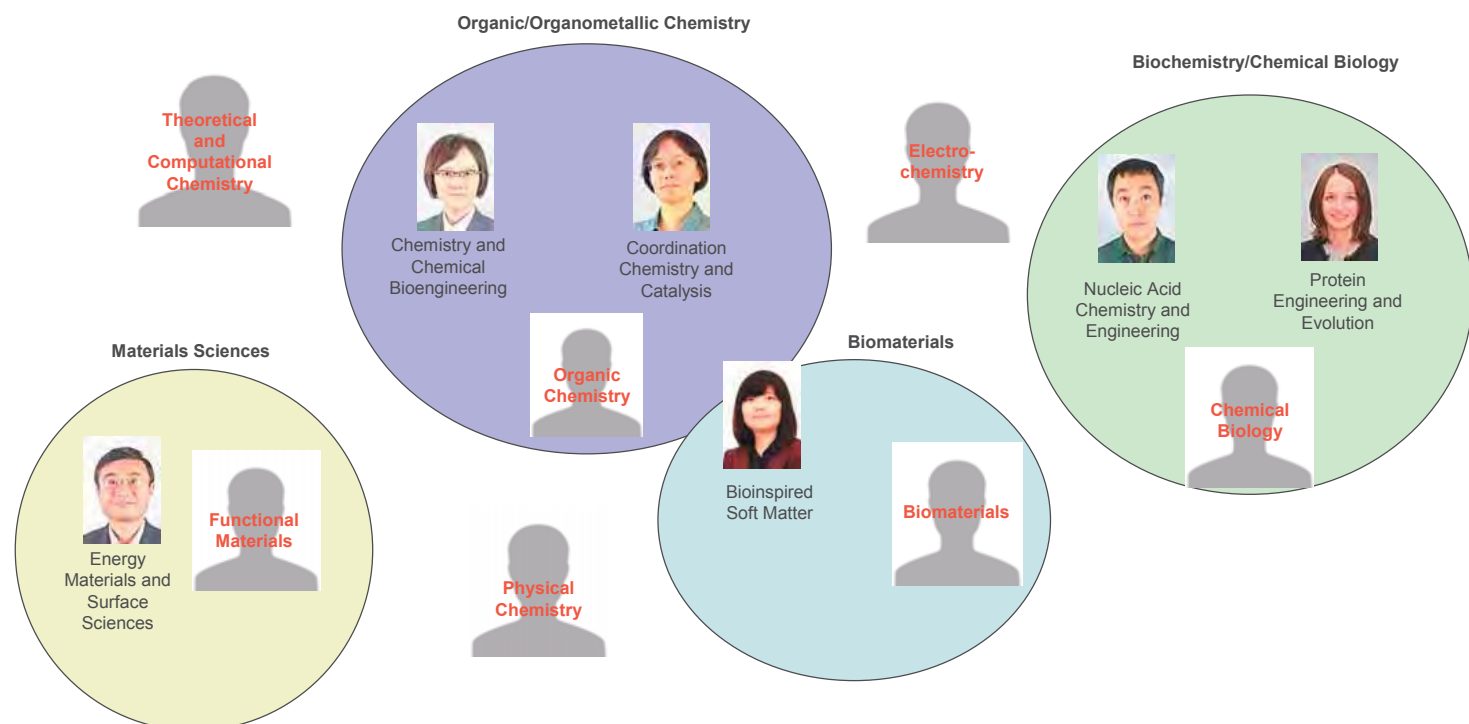 Organic/Organometallic Chemistry
Biochemistry/Chemical Biology
Theoretical
and
Computational
Chemistry
Electro-
chemistry
Chemistry and
Chemical
Bioengineering
Coordination
Chemistry and
Catalysis
Nucleic Acid
Chemistry and
Engineering
Protein
Engineering and
Evolution
Materials Sciences
Biomaterials
Organic
Chemistry
Chemical
Biology
Bioinspired
Soft Matter
Biomaterials
Functional
Materials
Energy
Materials and
Surface
Sciences
Physical
Chemistry